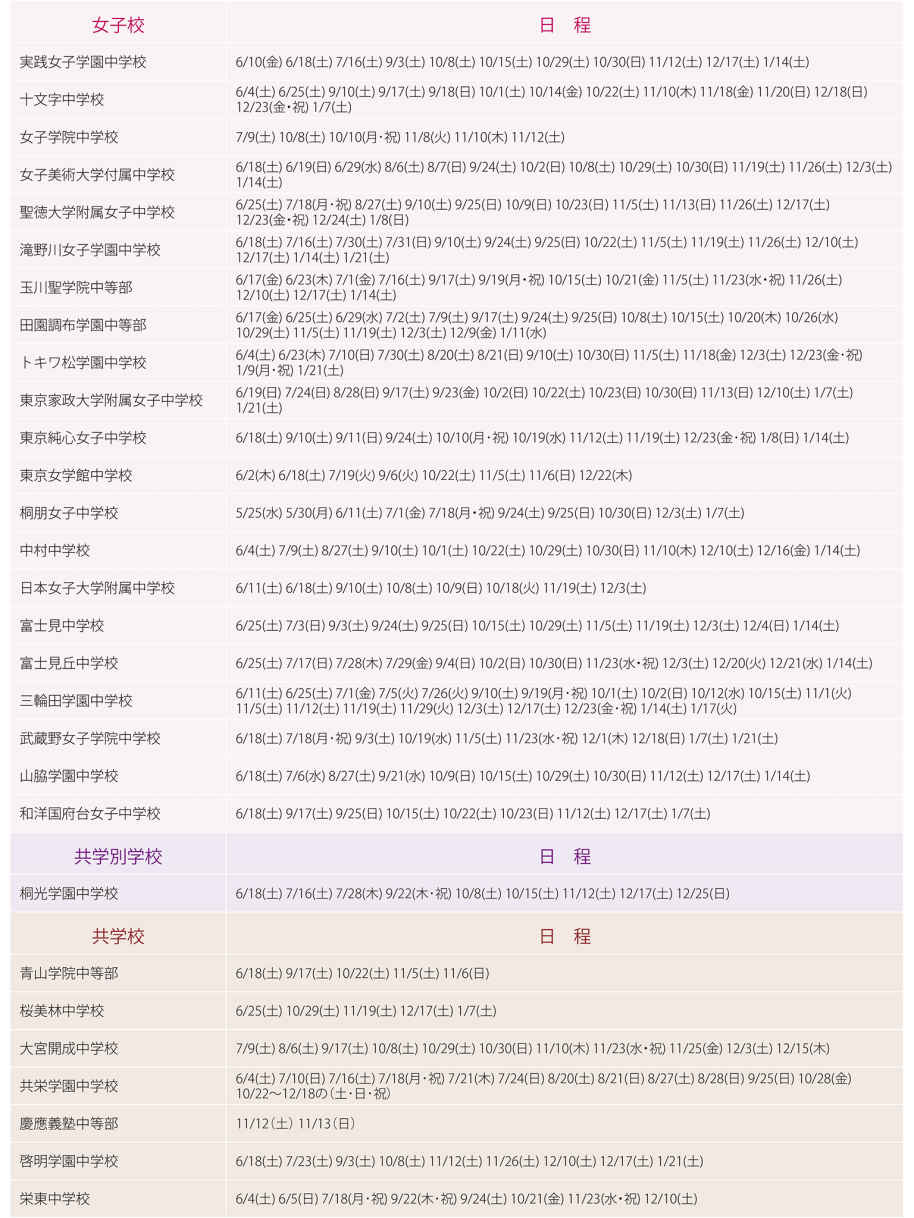 女子校 日　程
実践女子学園中学校 6/10(金) 6/18(土) 7/16(土) 9/3(土) 10/8(土) 10/15(土) 10/29(土) 10/30(日) 11/12(土) 12/17(土) 1/14(土)
十文字中学校 6/4(土) 6/25(土) 9/10(土) 9/17(土) 9/18(日) 10/1(土) 10/14(金) 10/22(土) 11/10(木) 11/18(金) 11/20(日) 12/18(日)
12/23(金・祝) 1/7(土)
女子学院中学校 7/9(土) 10/8(土) 10/10(月・祝) 11/8(火) 11/10(木) 11/12(土)
女子美術大学付属中学校 6/18(土) 6/19(日) 6/29(水) 8/6(土) 8/7(日) 9/24(土) 10/2(日) 10/8(土) 10/29(土) 10/30(日) 11/19(土) 11/26(土) 12/3(土)
1/14(土)
聖徳大学附属女子中学校 6/25(土) 7/18(月・祝) 8/27(土) 9/10(土) 9/25(日) 10/9(日) 10/23(日) 11/5(土) 11/13(日) 11/26(土) 12/17(土)
12/23(金・祝) 12/24(土) 1/8(日)
滝野川女子学園中学校 6/18(土) 7/16(土) 7/30(土) 7/31(日) 9/10(土) 9/24(土) 9/25(日) 10/22(土) 11/5(土) 11/19(土) 11/26(土) 12/10(土)
12/17(土) 1/14(土) 1/21(土)
玉川聖学院中等部 6/17(金) 6/23(木) 7/1(金) 7/16(土) 9/17(土) 9/19(月・祝) 10/15(土) 10/21(金) 11/5(土) 11/23(水・祝) 11/26(土)
12/10(土) 12/17(土) 1/14(土)
田園調布学園中等部 6/17(金) 6/25(土) 6/29(水) 7/2(土) 7/9(土) 9/17(土) 9/24(土) 9/25(日) 10/8(土) 10/15(土) 10/20(木) 10/26(水)
10/29(土) 11/5(土) 11/19(土) 12/3(土) 12/9(金) 1/11(水)
トキワ松学園中学校 6/4(土) 6/23(木) 7/10(日) 7/30(土) 8/20(土) 8/21(日) 9/10(土) 10/30(日) 11/5(土) 11/18(金) 12/3(土) 12/23(金・祝)
1/9(月・祝) 1/21(土)
東京家政大学附属女子中学校 6/19(日) 7/24(日) 8/28(日) 9/17(土) 9/23(金) 10/2(日) 10/22(土) 10/23(日) 10/30(日) 11/13(日) 12/10(土) 1/7(土)
1/21(土)
東京純心女子中学校 6/18(土) 9/10(土) 9/11(日) 9/24(土) 10/10(月・祝) 10/19(水) 11/12(土) 11/19(土) 12/23(金・祝) 1/8(日) 1/14(土)
東京女学館中学校 6/2(木) 6/18(土) 7/19(火) 9/6(火) 10/22(土) 11/5(土) 11/6(日) 12/22(木)
桐朋女子中学校 5/25(水) 5/30(月) 6/11(土) 7/1(金) 7/18(月・祝) 9/24(土) 9/25(日) 10/30(日) 12/3(土) 1/7(土)
中村中学校 6/4(土) 7/9(土) 8/27(土) 9/10(土) 10/1(土) 10/22(土) 10/29(土) 10/30(日) 11/10(木) 12/10(土) 12/16(金) 1/14(土)
日本女子大学附属中学校 6/11(土) 6/18(土) 9/10(土) 10/8(土) 10/9(日) 10/18(火) 11/19(土) 12/3(土)
富士見中学校 6/25(土) 7/3(日) 9/3(土) 9/24(土) 9/25(日) 10/15(土) 10/29(土) 11/5(土) 11/19(土) 12/3(土) 12/4(日) 1/14(土)
富士見丘中学校 6/25(土) 7/17(日) 7/28(木) 7/29(金) 9/4(日) 10/2(日) 10/30(日) 11/23(水・祝) 12/3(土) 12/20(火) 12/21(水) 1/14(土)
三輪田学園中学校 6/11(土) 6/25(土) 7/1(金) 7/5(火) 7/26(火) 9/10(土) 9/19(月・祝) 10/1(土) 10/2(日) 10/12(水) 10/15(土) 11/1(火)
11/5(土) 11/12(土) 11/19(土) 11/29(火) 12/3(土) 12/17(土) 12/23(金・祝) 1/14(土) 1/17(火)
武蔵野女子学院中学校 6/18(土) 7/18(月・祝) 9/3(土) 10/19(水) 11/5(土) 11/23(水・祝) 12/1(木) 12/18(日) 1/7(土) 1/21(土)
山脇学園中学校 6/18(土) 7/6(水) 8/27(土) 9/21(水) 10/9(日) 10/15(土) 10/29(土) 10/30(日) 11/12(土) 12/17(土) 1/14(土)
和洋国府台女子中学校 6/18(土) 9/17(土) 9/25(日) 10/15(土) 10/22(土) 10/23(日) 11/12(土) 12/17(土) 1/7(土)
共学別学校 日　程
桐光学園中学校 6/18(土) 7/16(土) 7/28(木) 9/22(木・祝) 10/8(土) 10/15(土) 11/12(土) 12/17(土) 12/25(日)
共学校 日　程
青山学院中等部 6/18(土) 9/17(土) 10/22(土) 11/5(土) 11/6(日)
桜美林中学校 6/25(土) 10/29(土) 11/19(土) 12/17(土) 1/7(土)
大宮開成中学校 7/9(土) 8/6(土) 9/17(土) 10/8(土) 10/29(土) 10/30(日) 11/10(木) 11/23(水・祝) 11/25(金) 12/3(土) 12/15(木)
共栄学園中学校 6/4(土) 7/10(日) 7/16(土) 7/18(月・祝) 7/21(木) 7/24(日) 8/20(土) 8/21(日) 8/27(土) 8/28(日) 9/25(日) 10/28(金)
10/22～12/18の（土・日・祝）
慶應義塾中等部 11/12（土） 11/13（日）
啓明学園中学校 6/18(土) 7/23(土) 9/3(土) 10/8(土) 11/12(土) 11/26(土) 12/10(土) 12/17(土) 1/21(土)
栄東中学校 6/4(土) 6/5(日) 7/18(月・祝) 9/22(木・祝) 9/24(土) 10/21(金) 11/23(水・祝) 12/10(土)